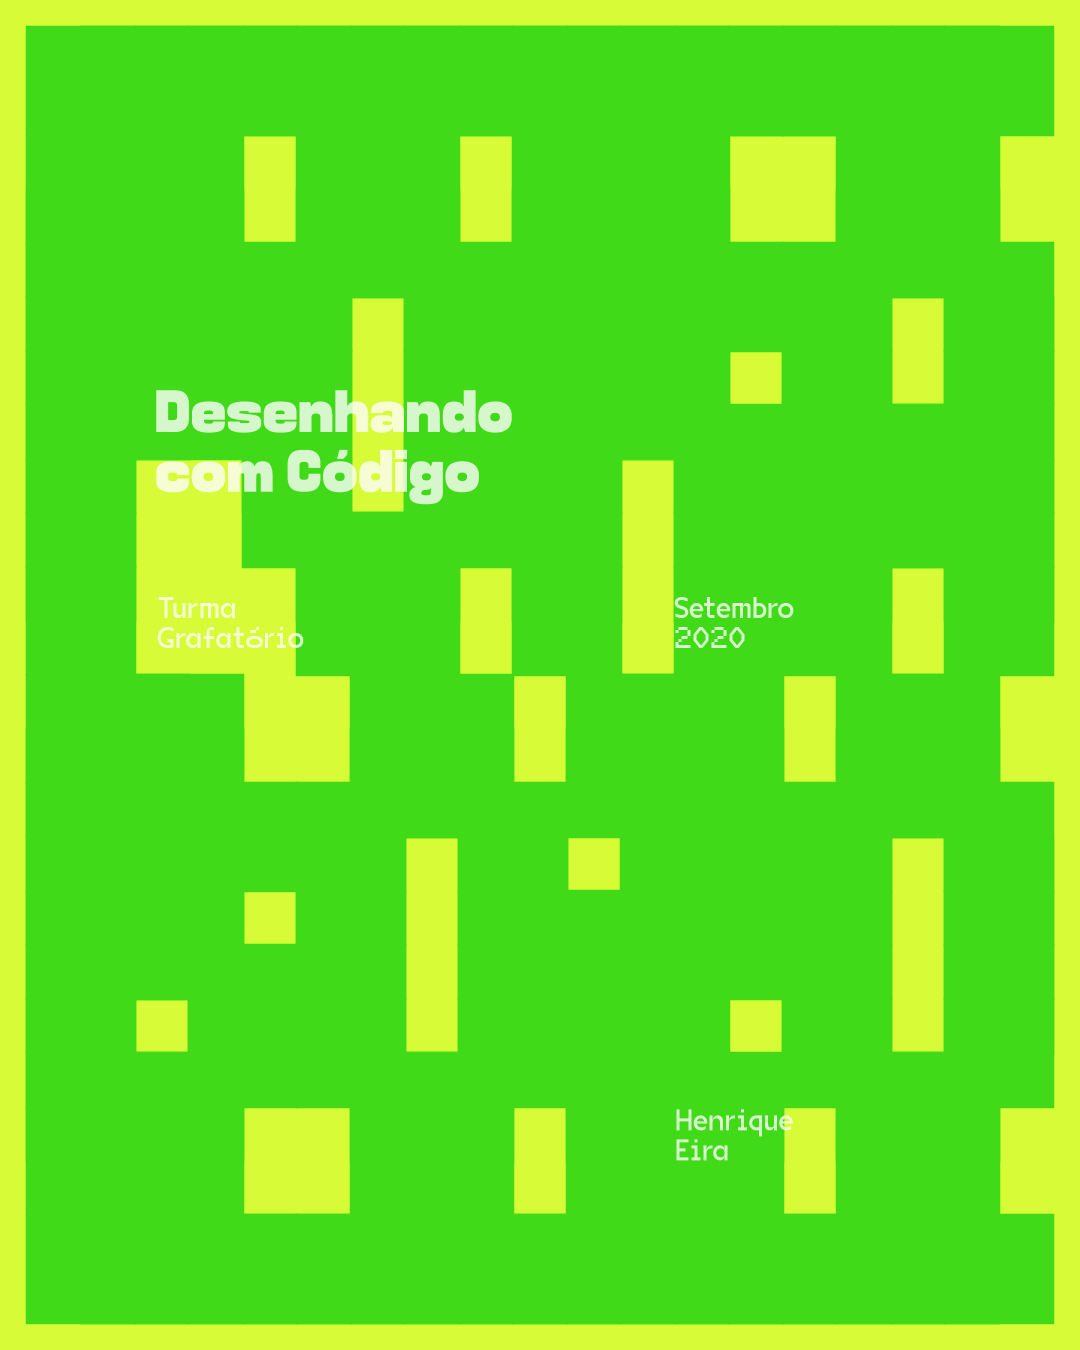 Desenhando
com Código
Turma
Grafatório
Setembro
2020
Henrique
Eira